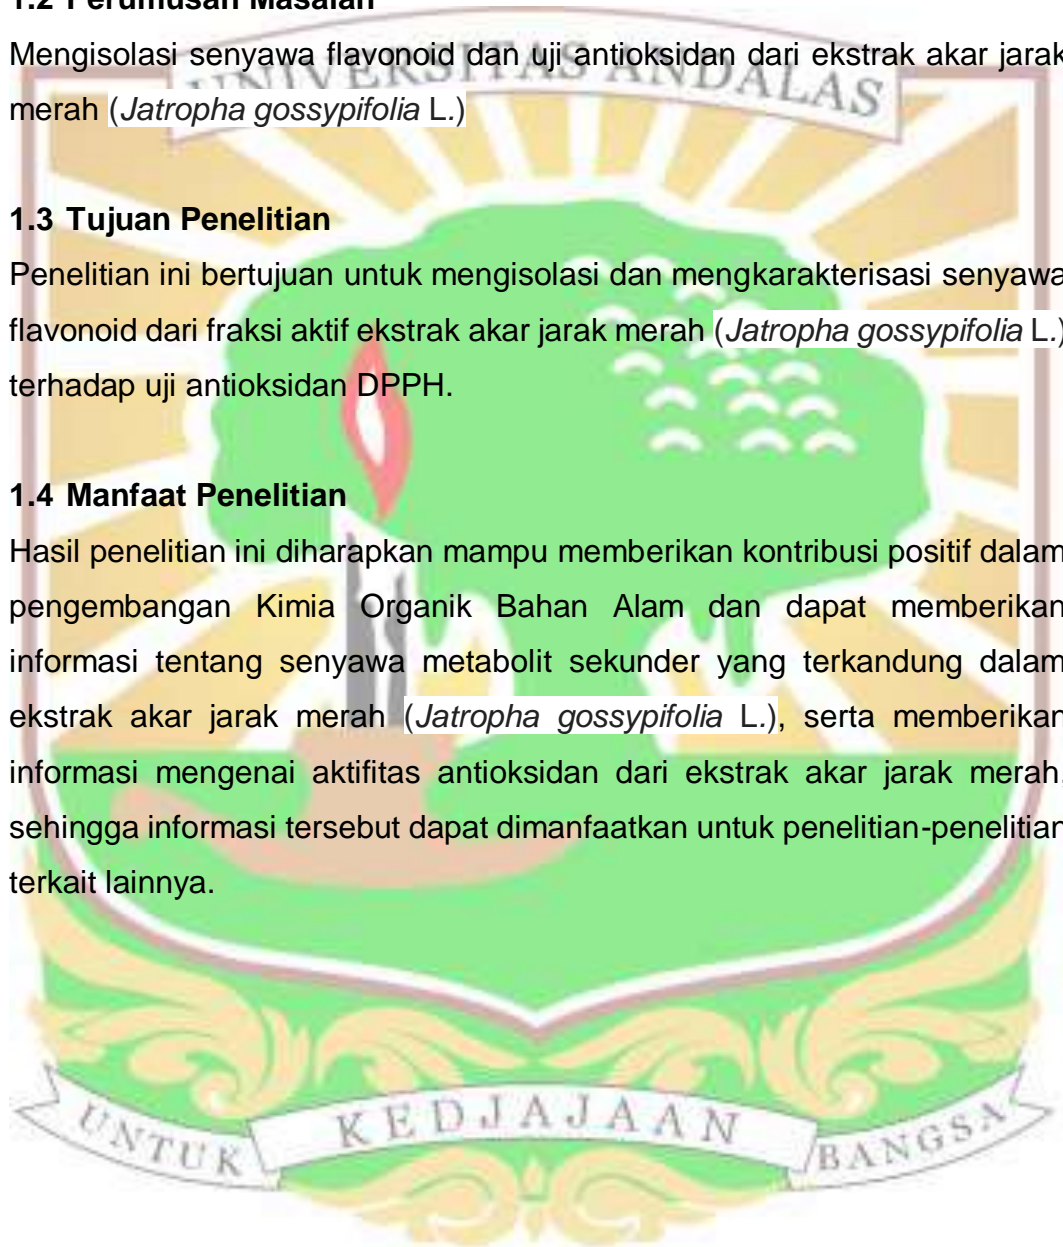 1.2 Perumusan Masalah
Mengisolasi senyawa flavonoid dan uji antioksidan dari ekstrak akar jarak
UNIVERSITAS ANDALAS
merah (Jatropha gossypifolia L.)
1.3 Tujuan Penelitian
Penelitian ini bertujuan untuk mengisolasi dan mengkarakterisasi senyawa
flavonoid dari fraksi aktif ekstrak akar jarak merah (Jatropha gossypifolia L.)
terhadap uji antioksidan DPPH.
1.4 Manfaat Penelitian
Hasil penelitian ini diharapkan mampu memberikan kontribusi positif dalam
pengembangan Kimia Organik Bahan Alam dan dapat memberikan
informasi tentang senyawa metabolit sekunder yang terkandung dalam
ekstrak akar jarak merah (Jatropha gossypifolia L.), serta memberikan
informasi mengenai aktifitas antioksidan dari ekstrak akar jarak merah,
sehingga informasi tersebut dapat dimanfaatkan untuk penelitian-penelitian
terkait lainnya.
UNTUK KEDJAJAAN BANGSA